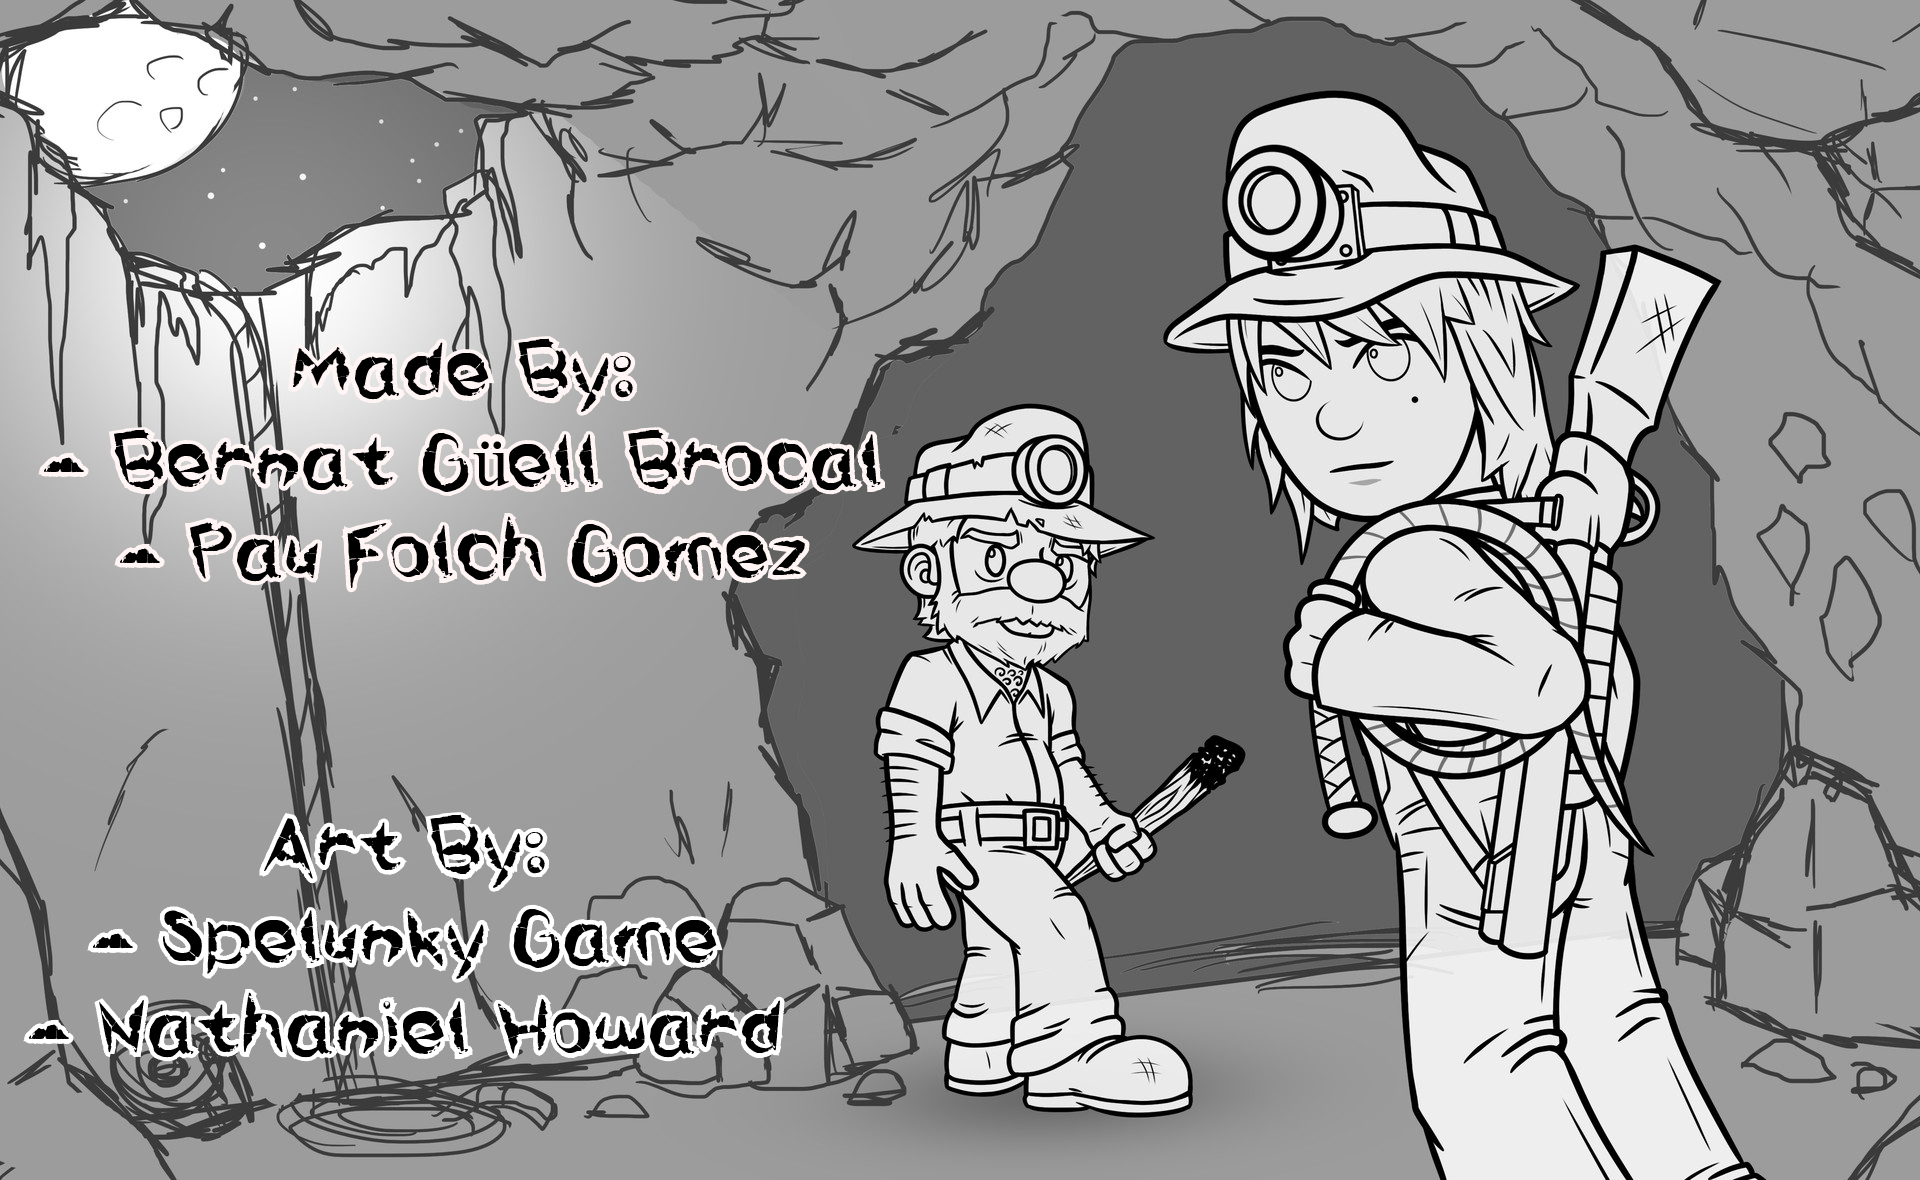 Made By:
- Bernat Güell Brocal
- Pau Folch Gomez
Art By:
- Spelunky Game
- Nathaniel Howard